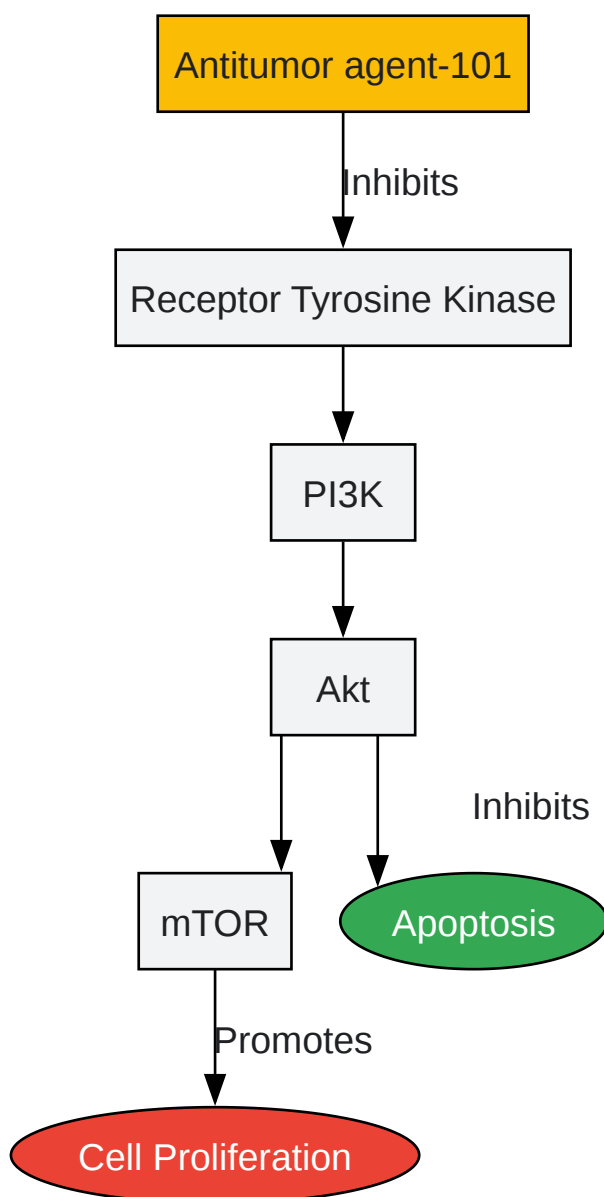 Antitumor agent-101
Inhibits
Receptor Tyrosine Kinase
PI3K
Akt
Inhibits
mTOR
Apoptosis
Promotes
Cell Proliferation